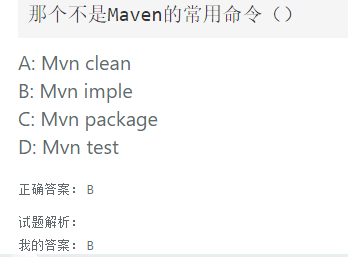 那个不是Maven的常用命令（）
A: Mvn clean
B: Mvn imple
C: Mvn package
D: Mvn test
正确答案： B
试题解析：
我的答案： B